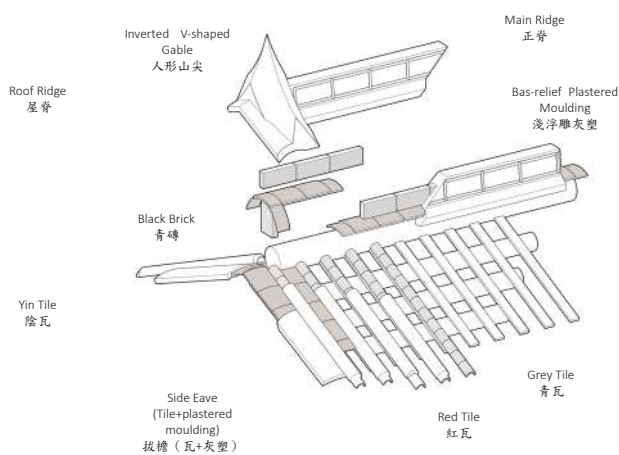 Main Ridge
正脊
Inverted V-shaped
Gable
人形山尖
Roof Ridge
屋脊
Bas-relief Plastered
Moulding
淺浮雕灰塑
Black Brick
青磚
Yin Tile
陰瓦
Grey Tile
青瓦
Side Eave
(Tile+plastered
moulding)
拔檐（瓦+灰塑）
Red Tile
紅瓦